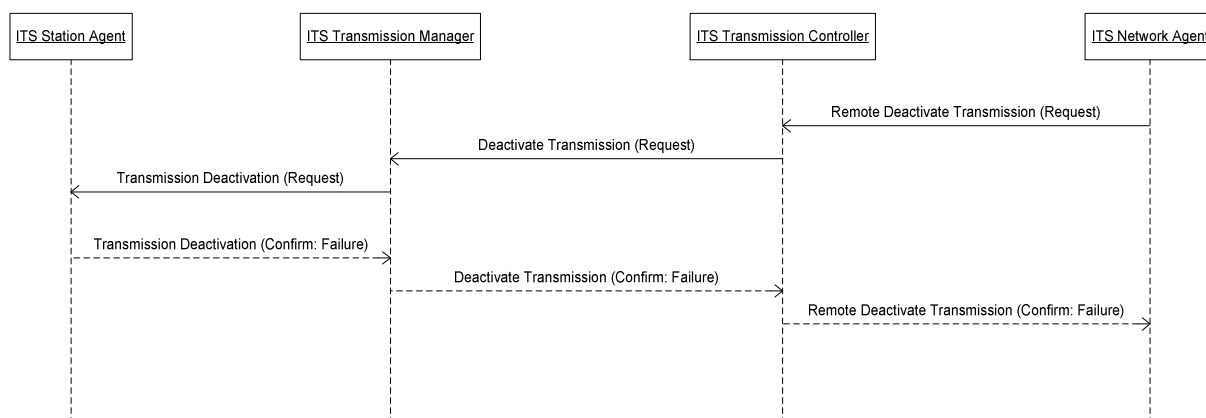 ITS Station Agent
ITS Transmission Manager
ITS Transmission Controller
ITS Network Agent
Remote Deactivate Transmission (Request)
Deactivate Transmission (Request)
Transmission Deactivation (Request)
Transmission Deactivation (Confirm: Failure)
Deactivate Transmission (Confirm: Failure)
Remote Deactivate Transmission (Confirm: Failure)